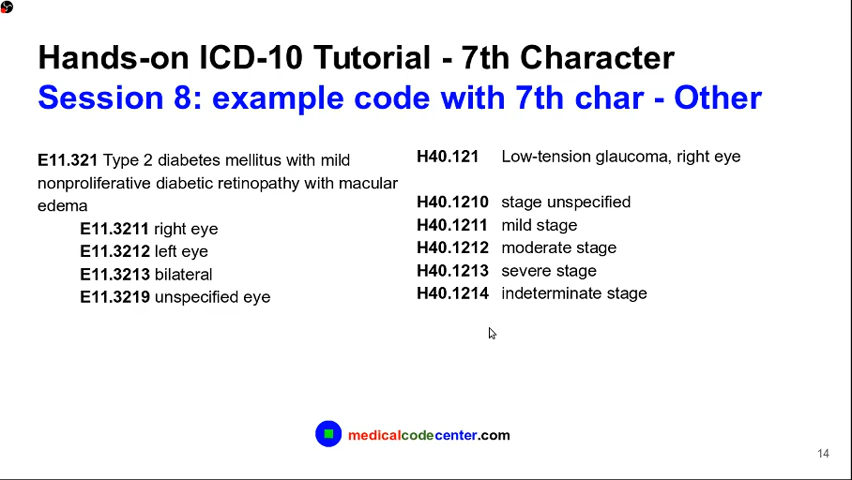 Hands-on ICD-10 Tutorial - 7th Character
Session 8: example code with 7th char - Other
E11.321 Type 2 diabetes mellitus with mild
nonproliferative diabetic retinopathy with macular
edema
E11.3211 right eye
E11.3212 left eye
E11.3213 bilateral
E11.3219 unspecified eye
H40.121 Low-tension glaucoma, right eye
H40.1210 stage unspecified
H40.1211 mild stage
H40.1212 moderate stage
H40.1213 severe stage
H40.1214 indeterminate stage
medicalcodecenter.com
14